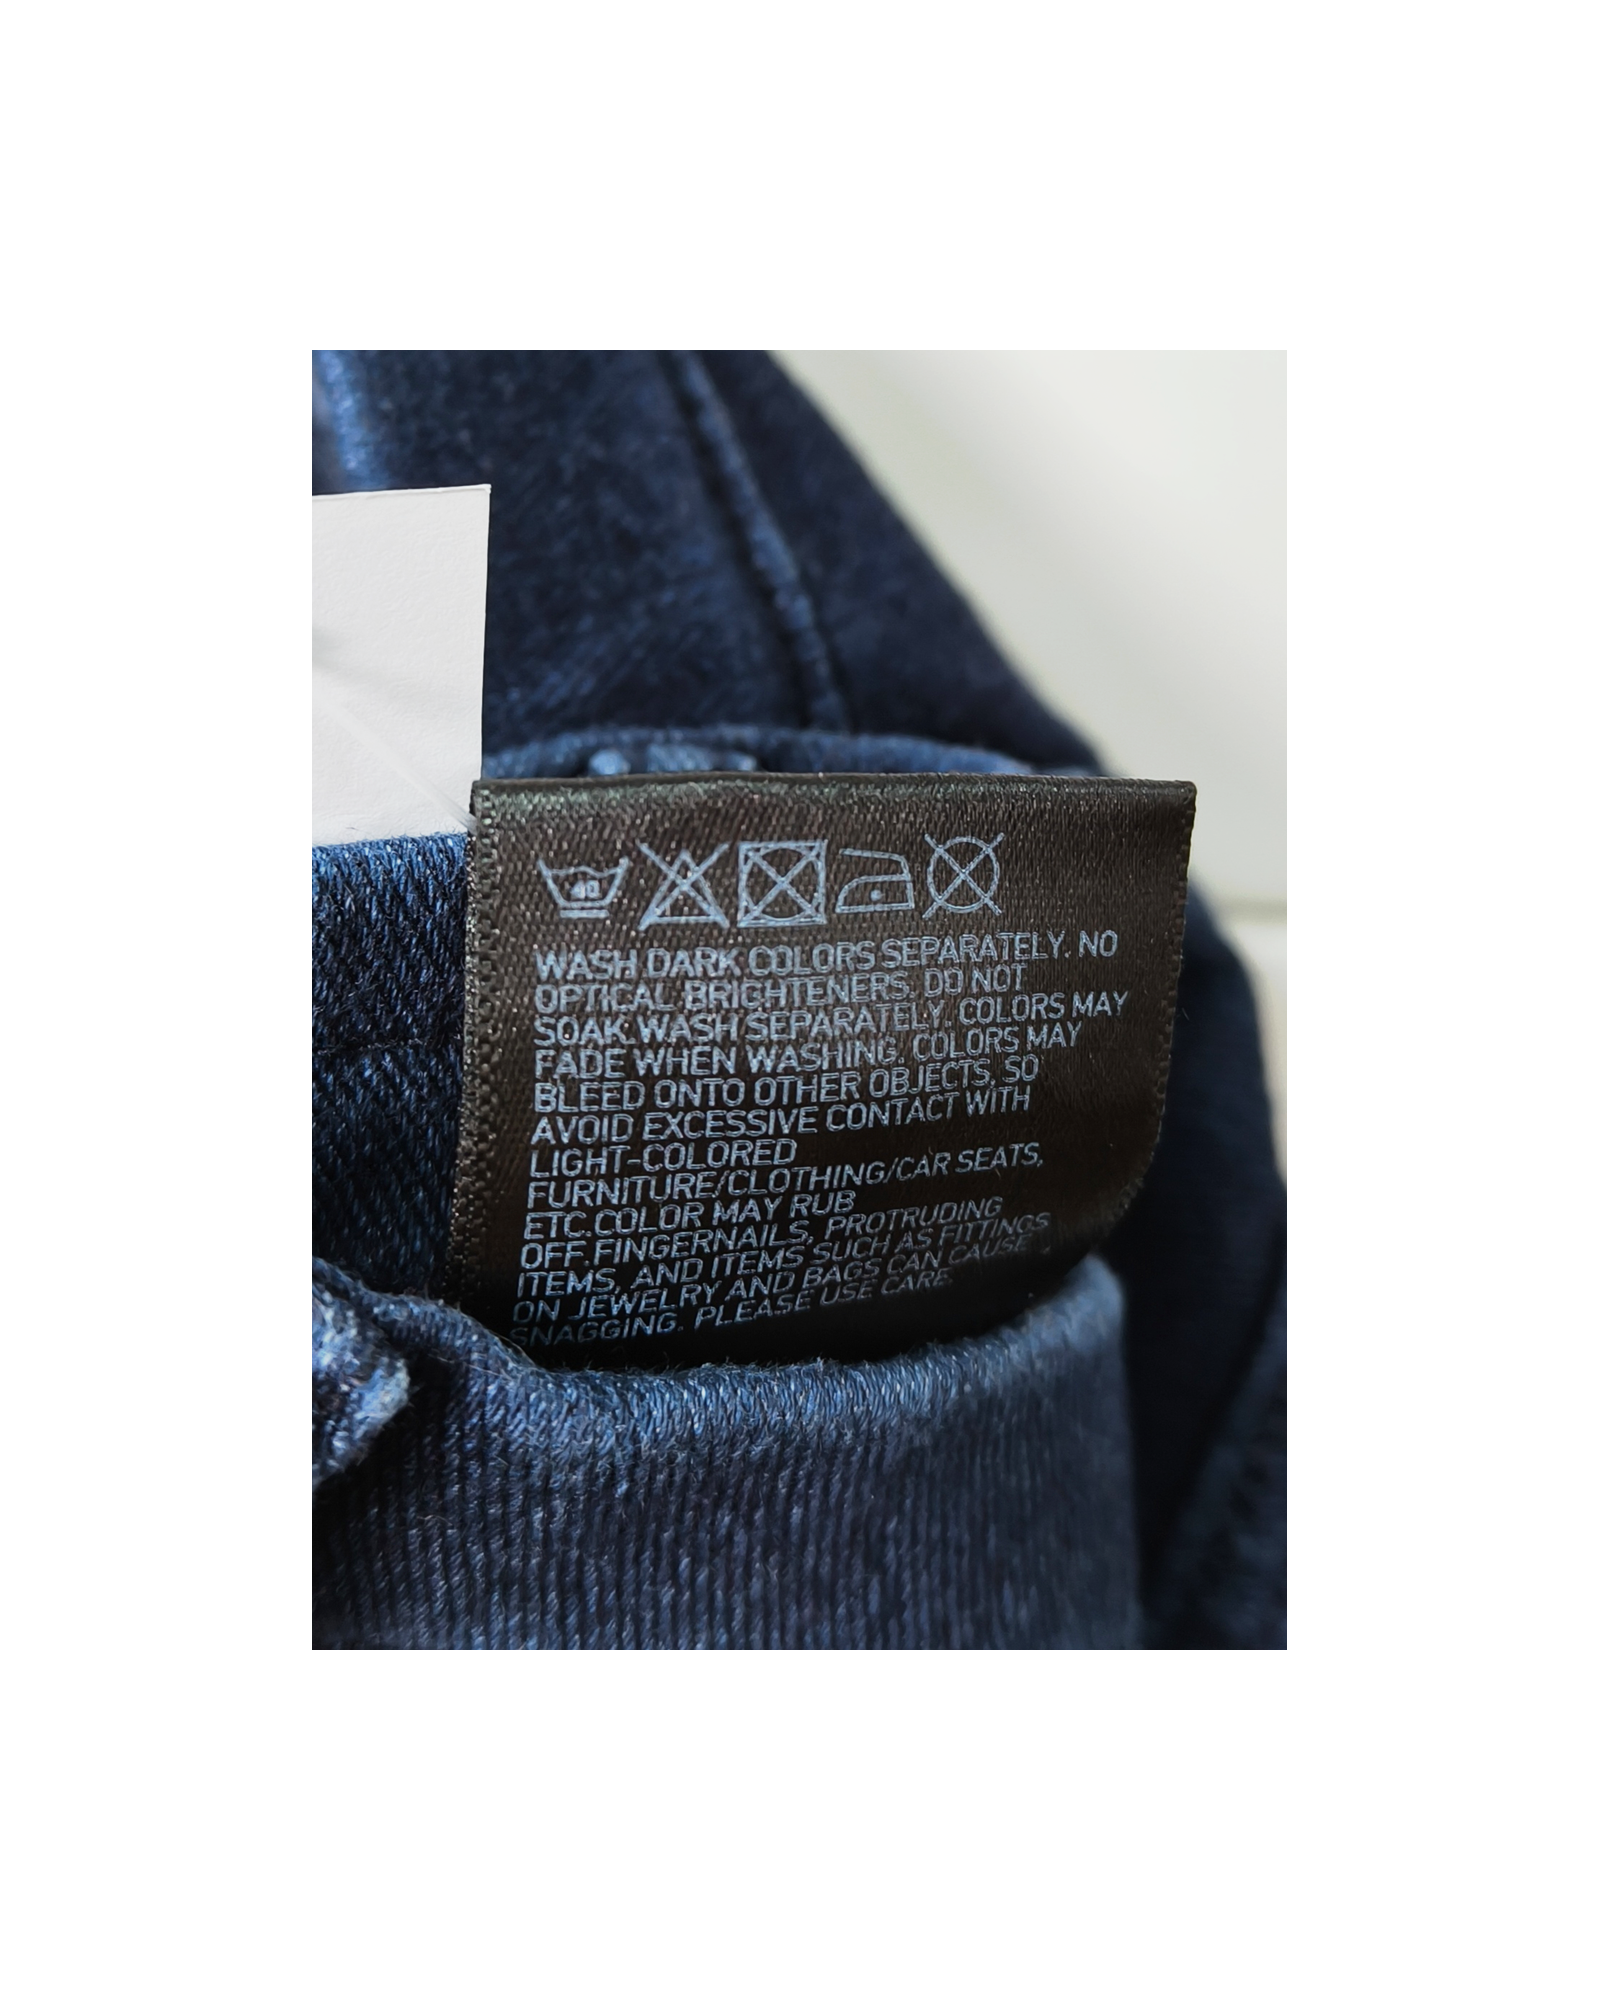 40
WASH DARK COLORS SEPARATELY. NO
OPTICAL BRIGHTENERS. DO NOT
SOAK. WASH SEPARATELY. COLORS MAY
FADE WHEN WASHING. COLORS MAY
BLEED ONTO OTHER OBJECTS, SO
AVOID EXCESSIVE CONTACT WITH
LIGHT-COLORED
FURNITURE/CLOTHING/CAR SEATS,
ETC.COLOR MAY RUB
OFF.FINGERNAILS, PROTRUDING
ITEMS, AND ITEMS SUCH AS FITTINGS
ON JEWELRY AND BAGS CAN CAUSE
SNAGGING. PLEASE USE CARE.